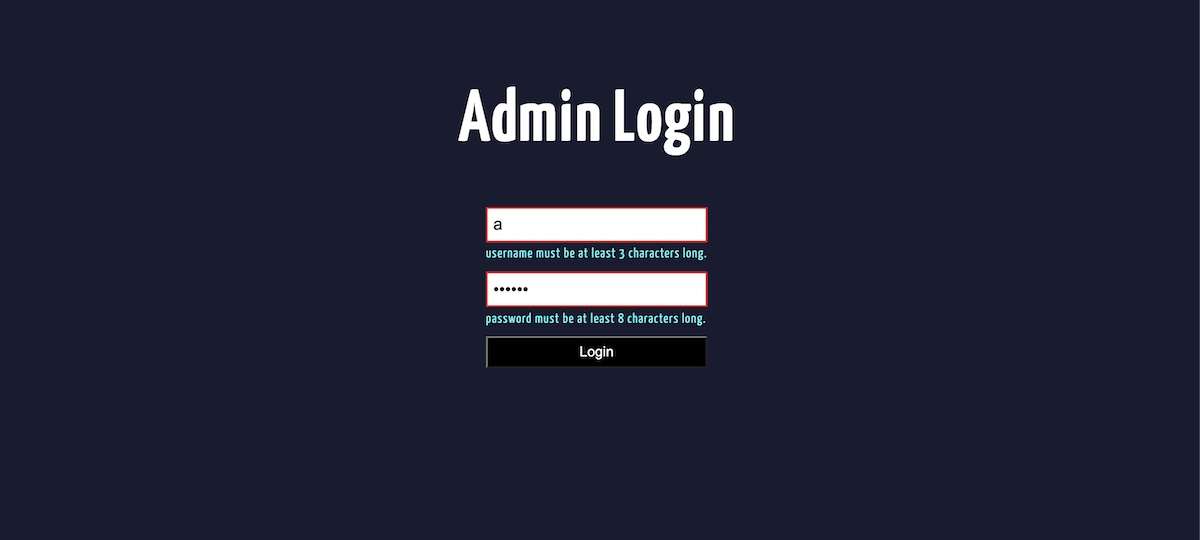 Admin Login
a
username must be at least 3 characters long.
••••••
password must be at least 8 characters long.
Login